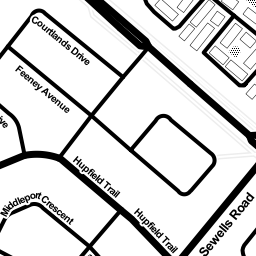 Courtlands Drive
Feeney Avenue
Hupfield Trail
Middleport Crescent
Hupfield Trail
Sewells Road